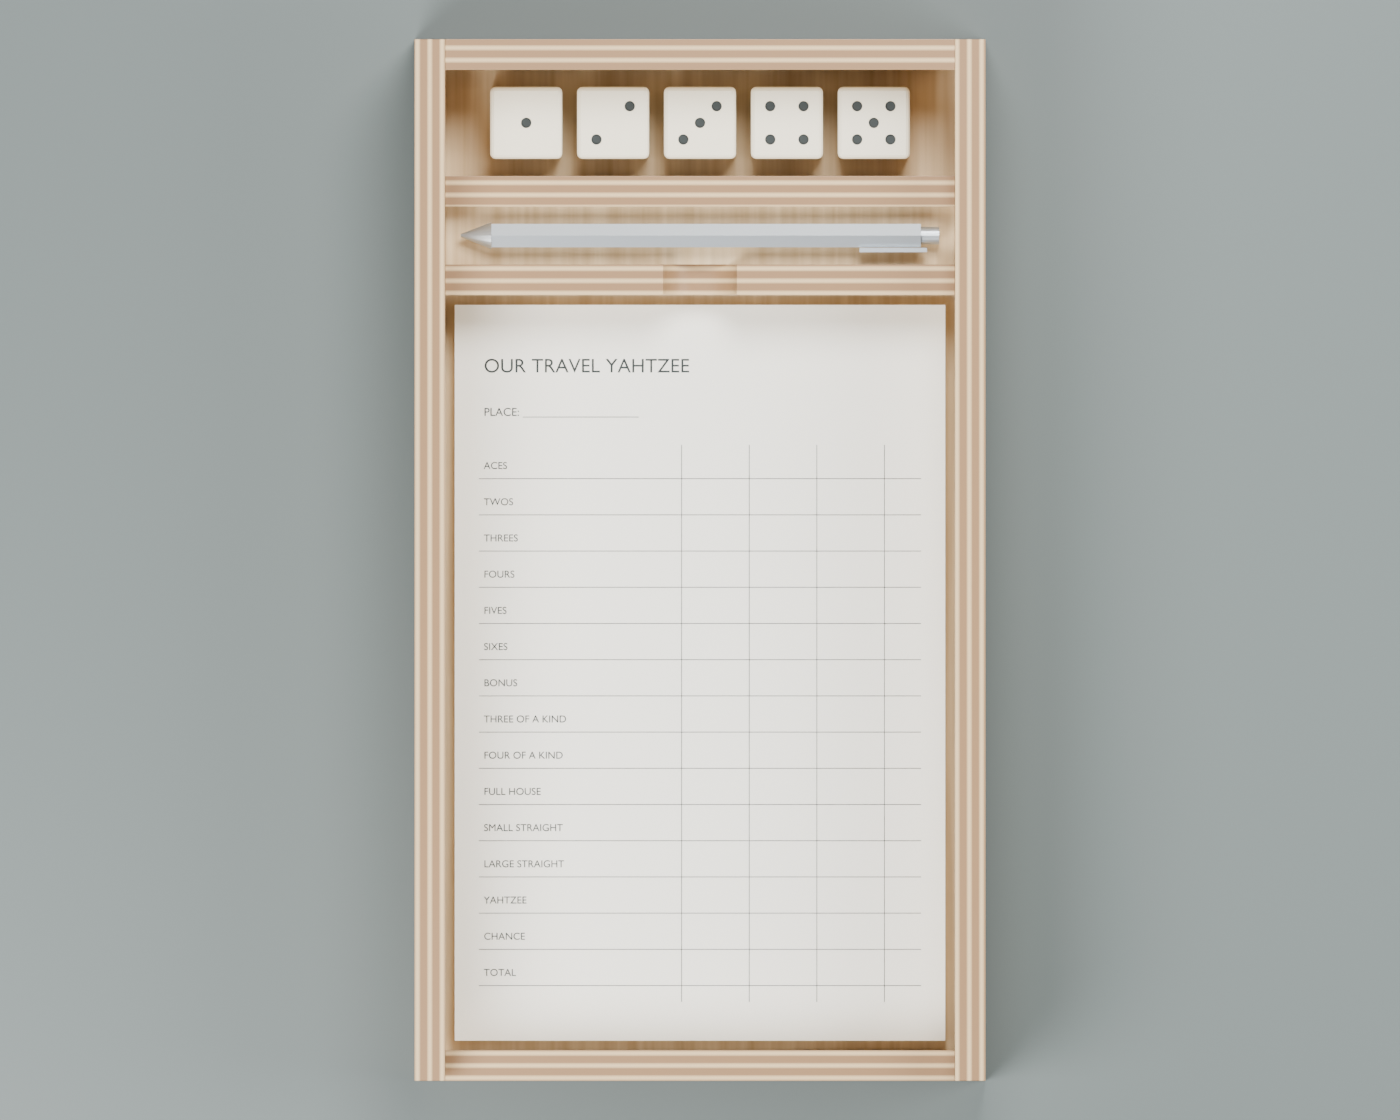 OUR TRAVEL YAHTZEE
PLACE:
ACES
TWOS
THREES
FOURS
FIVES
SIXES
BONUS
THREE OF A KIND
FOUR OF A KIND
FULL HOUSE
SMALL STRAIGHT
LARGE STRAIGHT
YAHTZEE
CHANCE
TOTAL